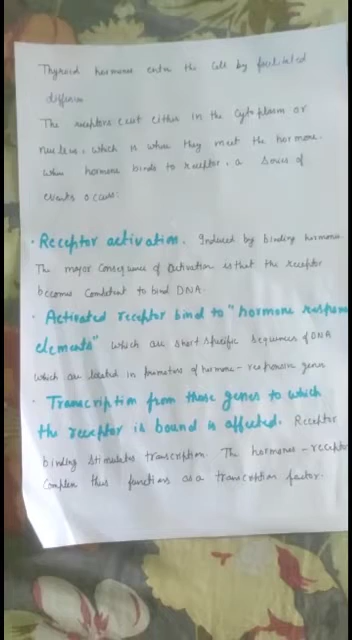 Thyroid hormone enter the Cell by facilitated
diffusion
The receptors exist either in the Cytoplasm or
nucleus, which is where they meet the hormone.
When hormone binds to receptor, a Series of
events occurs:
· Receptor activation. Induced by binding hormone
The major Consequence of activation is that the receptor
becomes Competent to bind DNA.
· Activated receptor bind to "hormone response
elements" which are short specific Sequences of DNA
which are located in promoters of hormone-responsive genes
· Transcription from those genes to which
the receptor is bound is affected. Receptor
binding stimulates transcription. The hormone-receptor
Complex thus functions as a transcription factor.